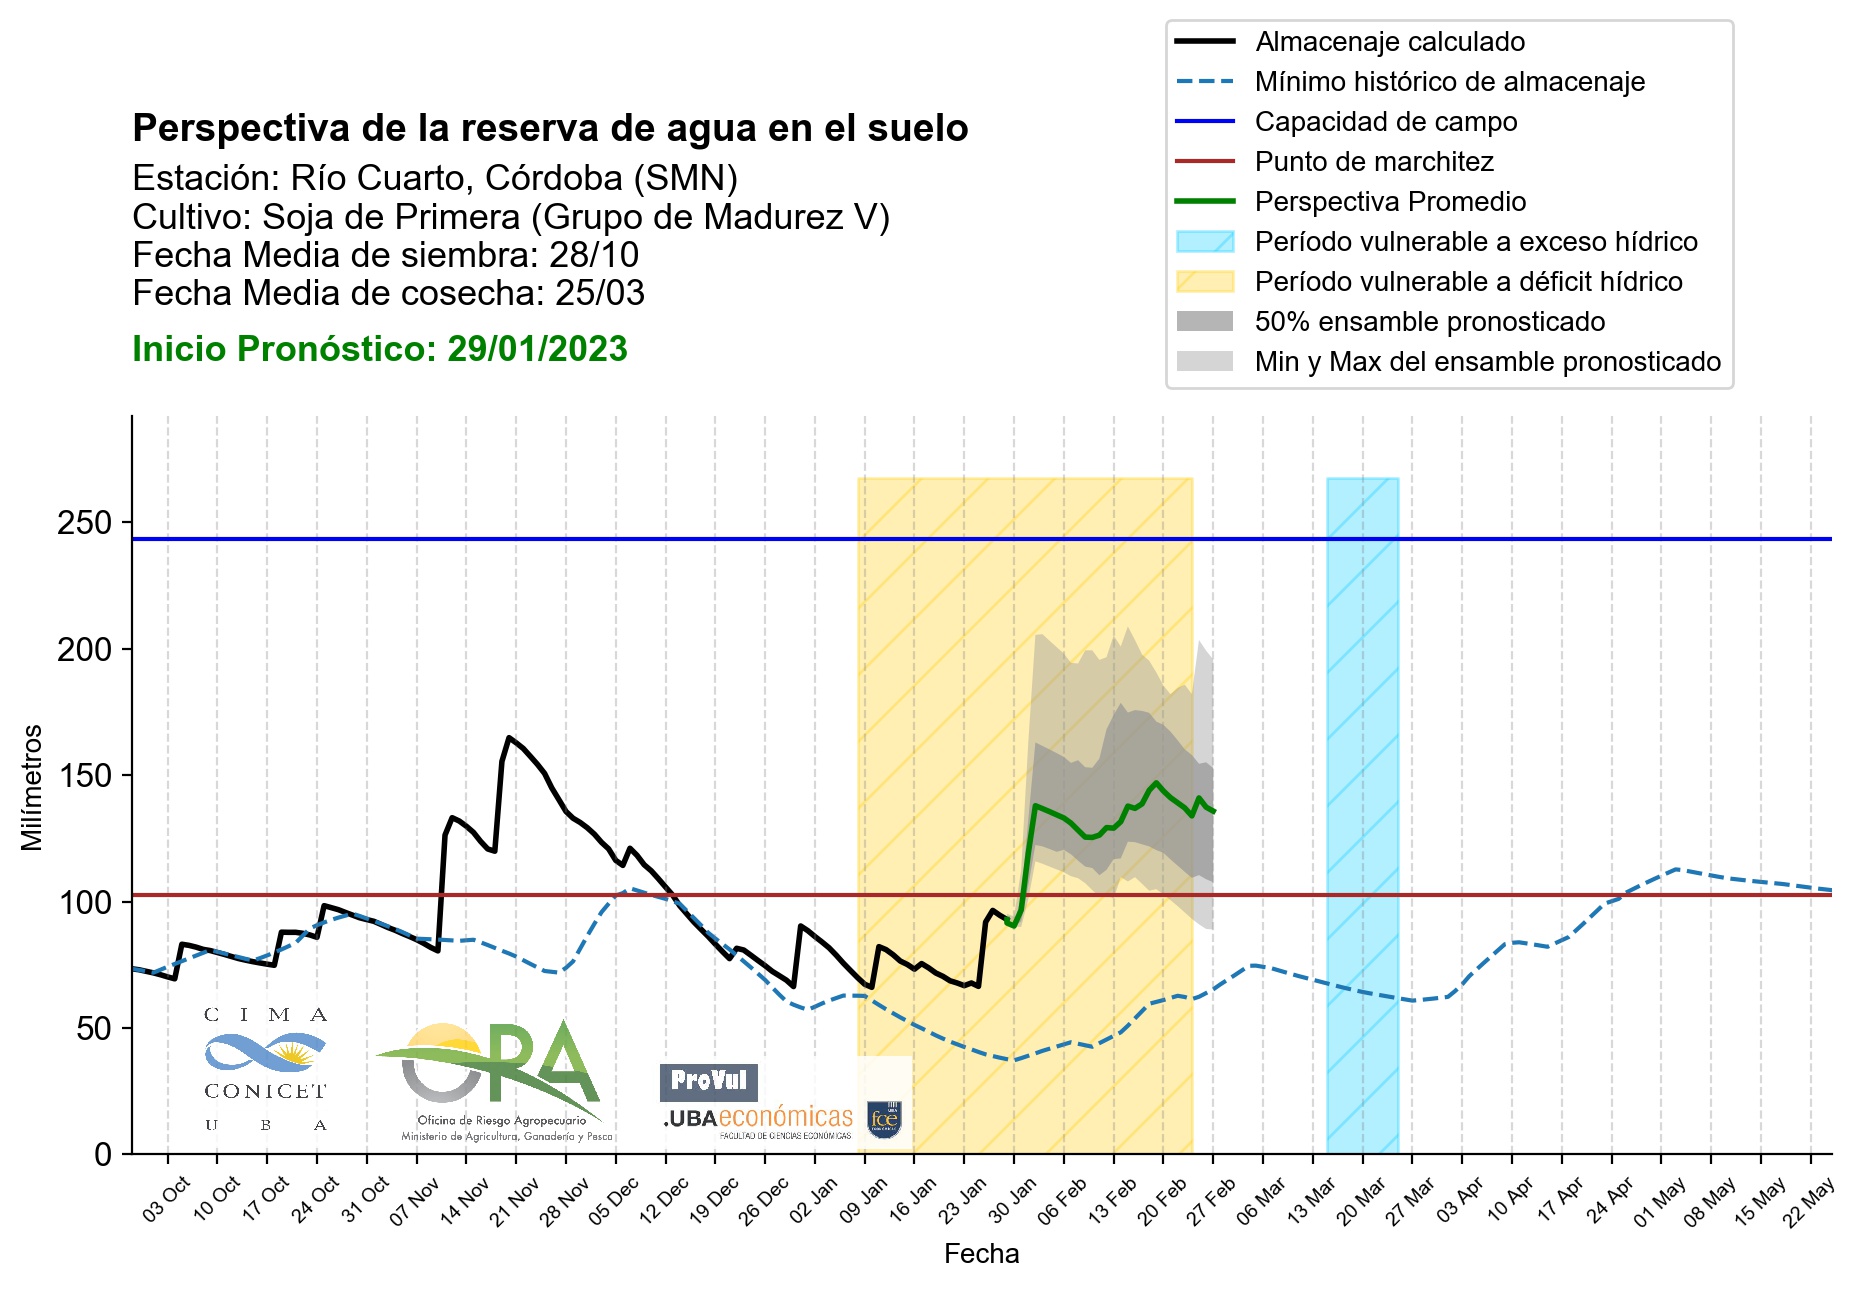 Almacenaje calculado
Mínimo histórico de almacenaje
Capacidad de campo
Punto de marchitez
Perspectiva Promedio
Período vulnerable a exceso hídrico
Período vulnerable a déficit hídrico
50% ensamble pronosticado
Min y Max del ensamble pronosticado
Perspectiva de la reserva de agua en el suelo
Estación: Río Cuarto, Córdoba (SMN)
Cultivo: Soja de Primera (Grupo de Madurez V)
Fecha Media de siembra: 28/10
Fecha Media de cosecha: 25/03
Inicio Pronóstico: 29/01/2023
Milímetros
250
200
150
100
50
0
CIMA
CONICET
UBA
ORA
Oficina de Riesgo Agropecuario
Ministerio de Agricultura, Ganadería y Pesca
ProVul
.UBAeconómicas
FACULTAD DE CIENCIAS ECONÓMICAS
fce
03 Oct 10 Oct 17 Oct 24 Oct 31 Oct 07 Nov 14 Nov 21 Nov 28 Nov 05 Dec 12 Dec 19 Dec 26 Dec 02 Jan 09 Jan 16 Jan 23 Jan 30 Jan 06 Feb 13 Feb 20 Feb 27 Feb 06 Mar 13 Mar 20 Mar 27 Mar 03 Apr 10 Apr 17 Apr 24 Apr 01 May 08 May 15 May 22 May
Fecha